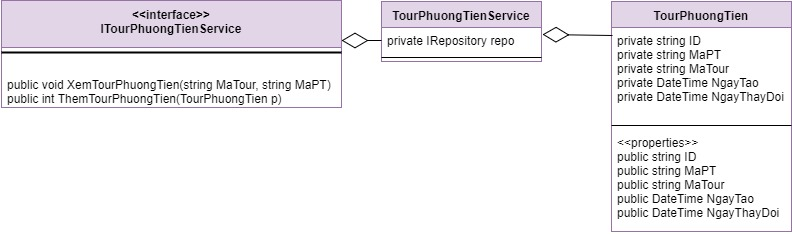 <<interface>>
ITourPhuongTienService
public void XemTourPhuongTien(string MaTour, string MaPT)
public int ThemTourPhuongTien(TourPhuongTien p)
TourPhuongTienService
private IRepository repo
TourPhuongTien
private string ID
private string MaPT
private string MaTour
private DateTime NgayTao
private DateTime NgayThayDoi
<<properties>>
public string ID
public string MaPT
public string MaTour
public DateTime NgayTao
public DateTime NgayThayDoi